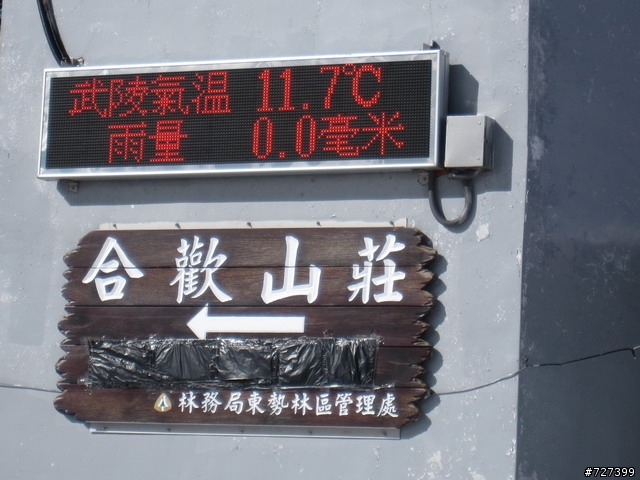 武陵氣溫 11.7℃
雨量 0.0毫米
合歡山莊
林務局東勢林區管理處
#727399